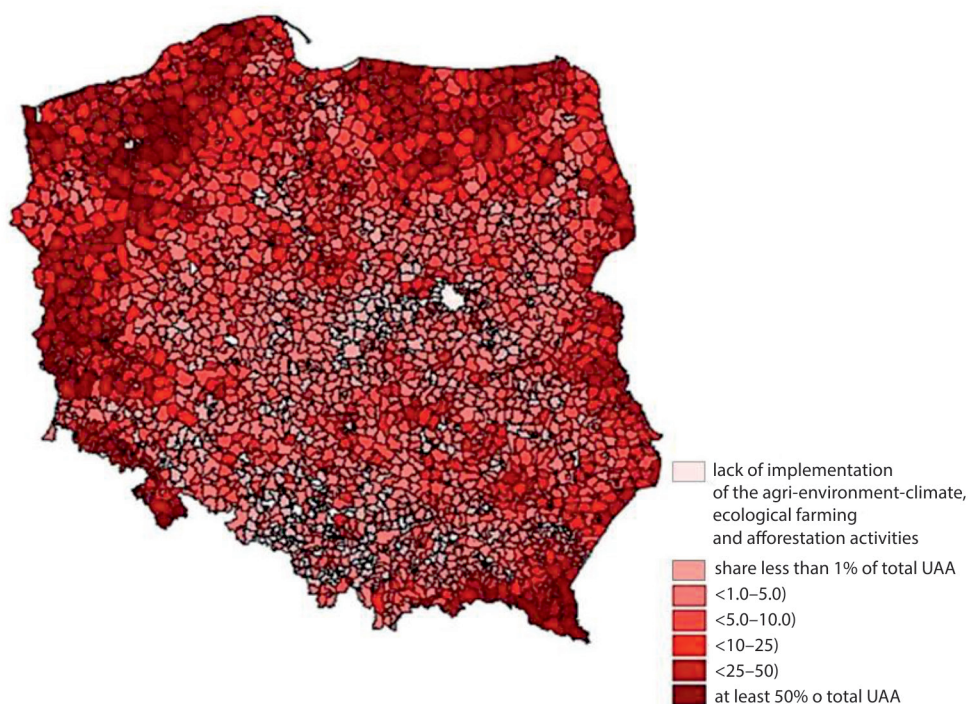 lack of implementation
of the agri-environment-climate,
ecological farming
and afforestation activities
share less than 1% of total UAA
<1.0–5.0)
<5.0–10.0)
<10–25)
<25–50)
at least 50% o total UAA